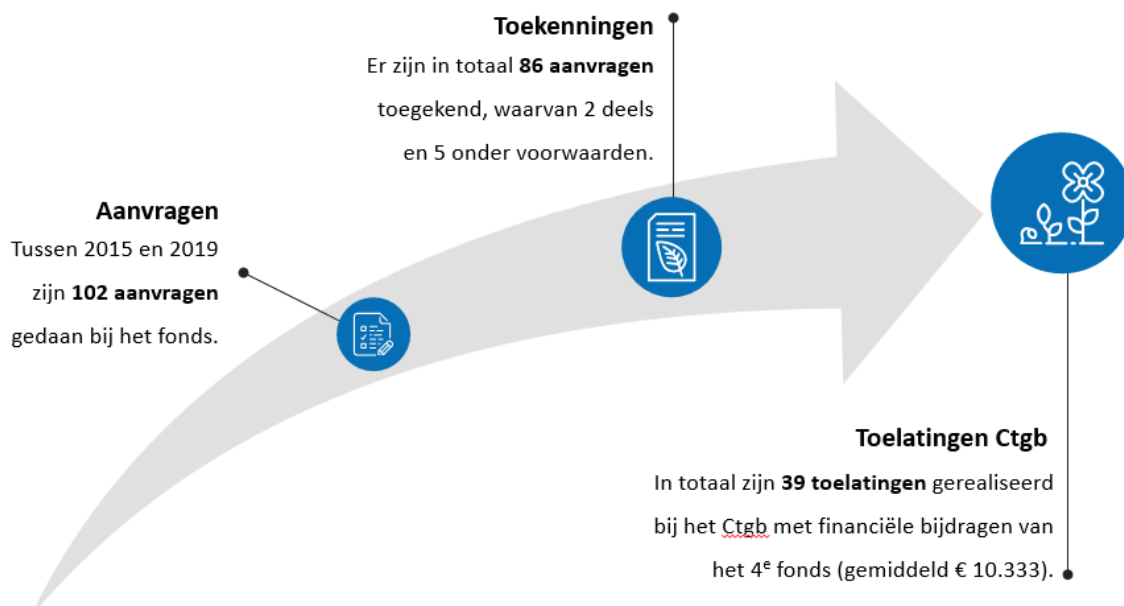 Toekenningen
Er zijn in totaal 86 aanvragen
toegekend, waarvan 2 deels
en 5 onder voorwaarden.
Aanvragen
Tussen 2015 en 2019
zijn 102 aanvragen
gedaan bij het fonds.
Toelatingen Ctgb
In totaal zijn 39 toelatingen gerealiseerd
bij het Ctgb met financiële bijdragen van
het 4e fonds (gemiddeld € 10.333).